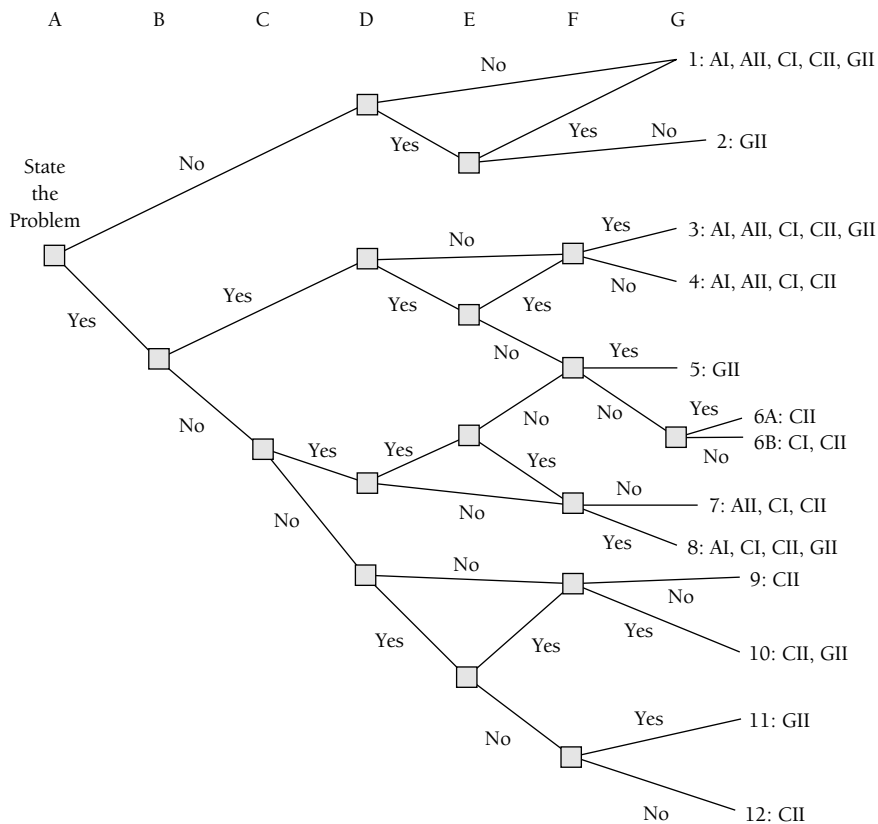 A B C D E F G
No
1: AI, AII, CI, CII, GII
Yes
Yes
No
2: GII
No
State
the
Problem
Yes
3: AI, AII, CI, CII, GII
No
4: AI, AII, CI, CII
No
Yes
Yes
Yes
Yes
No
Yes
5: GII
No
No
Yes
6A: CII
6B: CI, CII
No
No
Yes
Yes
Yes
No
7: AII, CI, CII
No
No
Yes
8: AI, CI, CII, GII
No
9: CII
No
Yes
Yes
Yes
10: CII, GII
No
Yes
11: GII
No
12: CII